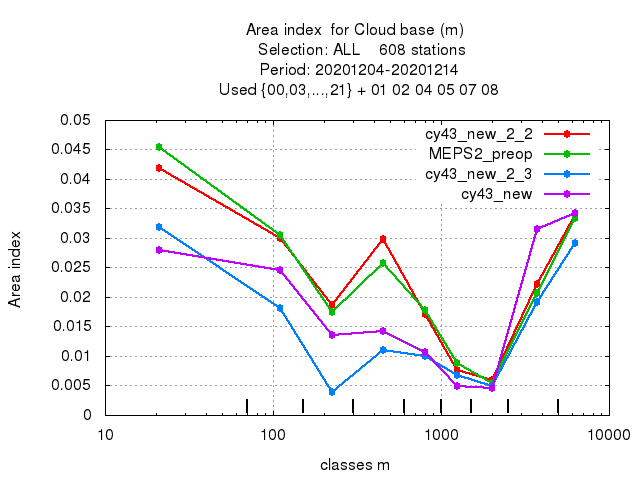 Area index  for Cloud base (m)
Selection: ALL    608 stations
Period: 20201204-20201214
Used {00,03,...,21} + 01 02 04 05 07 08
cy43_new_2_2
MEPS2_preop
cy43_new_2_3
cy43_new
0.05
0.045
0.04
0.035
0.03
0.025
0.02
0.015
0.01
0.005
0
Area index
10 100 1000 10000
classes m